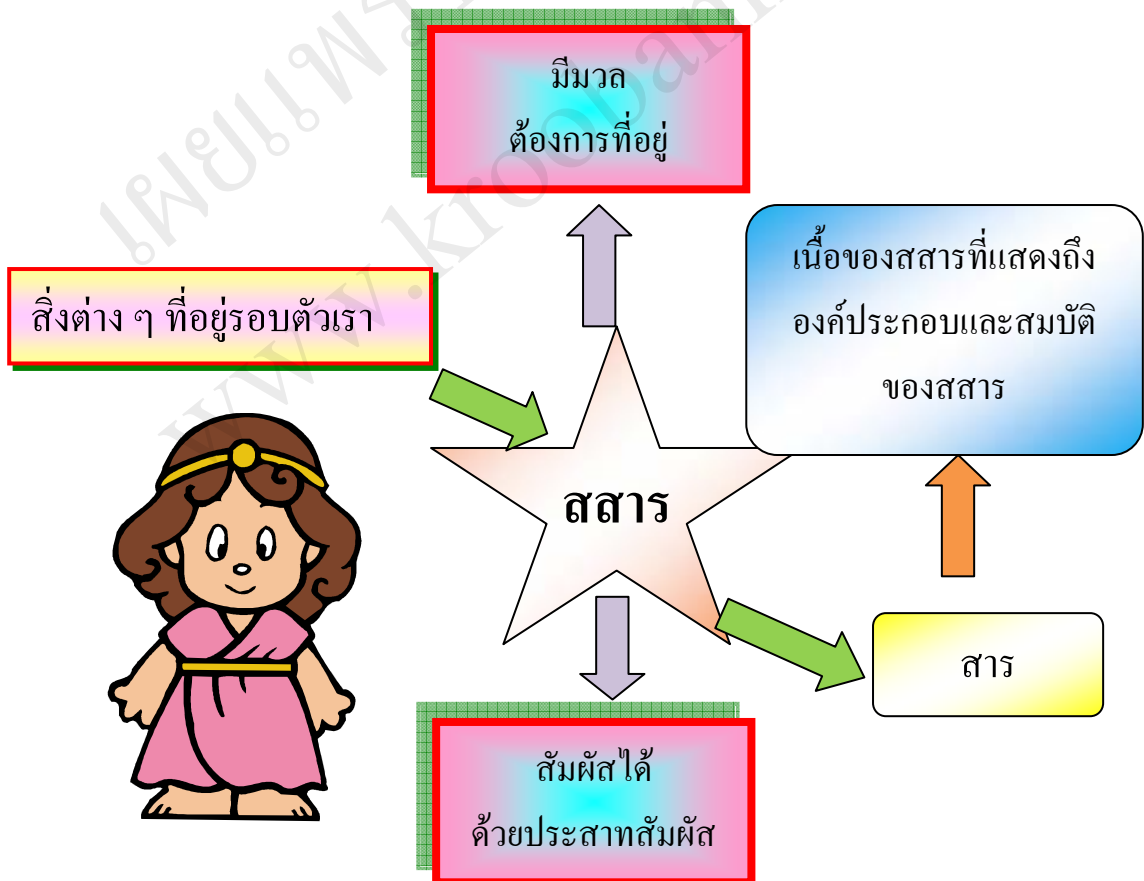 มีมวล
ต้องการที่อยู่
สิ่งต่าง ๆ ที่อยู่รอบตัวเรา
เนื้อของสสารที่แสดงถึง
องค์ประกอบและสมบัติ
ของสสาร
สสาร
สาร
สัมผัสได้
ด้วยประสาทสัมผัส